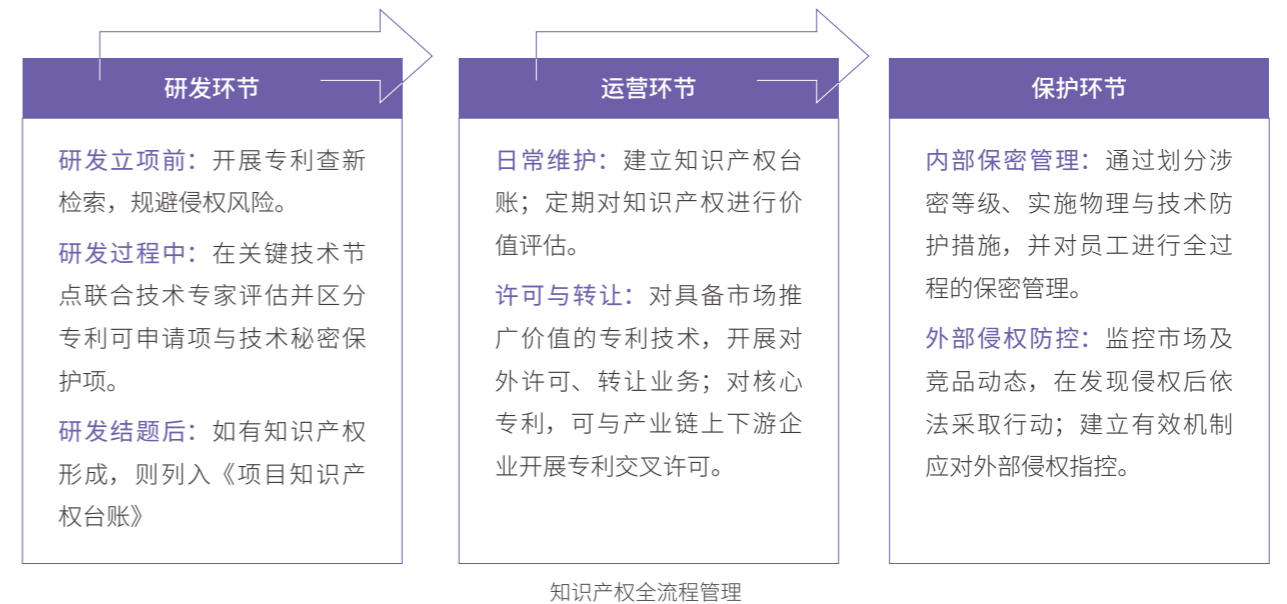 研发环节
研发立项前：开展专利查新
检索，规避侵权风险。
研发过程中：在关键技术节
点联合技术专家评估并区分
专利可申请项与技术秘密保
护项。
研发结题后：如有知识产权
形成，则列入《项目知识产
权台账》
运营环节
日常维护：建立知识产权台
账；定期对知识产权进行价
值评估。
许可与转让：对具备市场推
广价值的专利技术，开展对
外许可、转让业务；对核心
专利，可与产业链上下游企
业开展专利交叉许可。
保护环节
内部保密管理：通过划分涉
密等级、实施物理与技术防
护措施，并对员工进行全过
程的保密管理。
外部侵权防控：监控市场及
竞品动态，在发现侵权后依
法采取行动；建立有效机制
应对外部侵权指控。
知识产权全流程管理